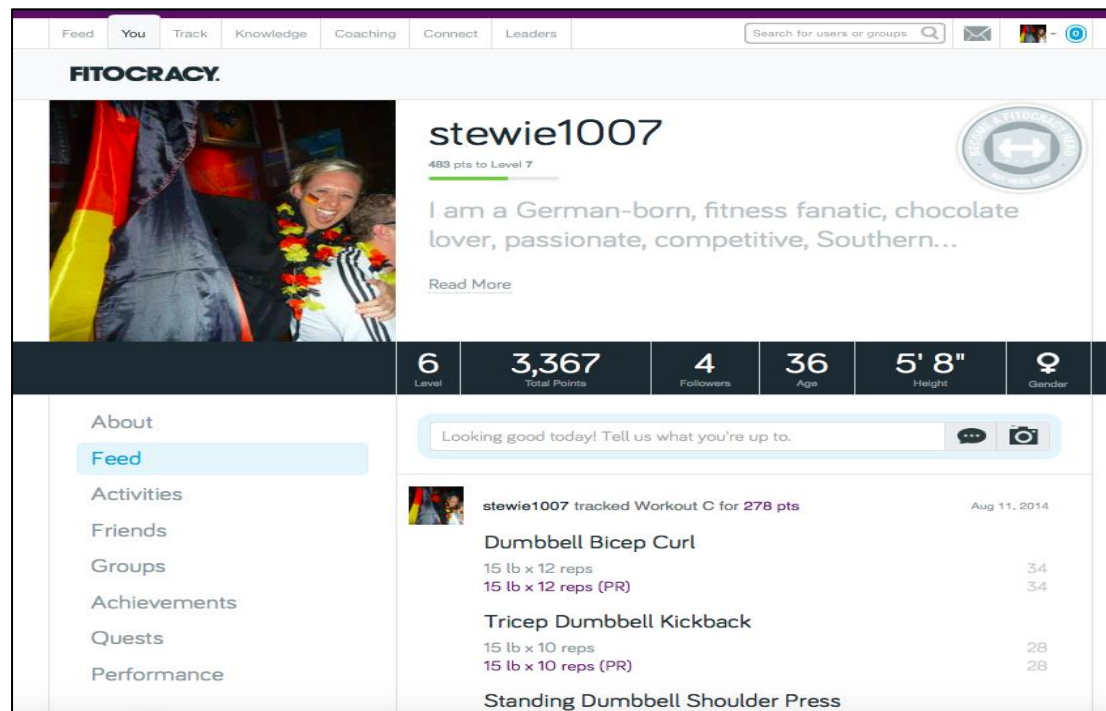 Feed You Track Knowledge Coaching Connect Leaders Search for users or groups 0
FITOCRACY.
stewie1007
483 pts to Level 7
BECOME A FITOCRACY HERO
I am a German-born, fitness fanatic, chocolate
lover, passionate, competitive, Southern...
Read More
6 3,367 4 36 5' 8"
Level Total Points Followers Age Height Gender
About
Feed
Activities
Friends
Groups
Achievements
Quests
Performance
Looking good today! Tell us what you're up to.
stewie1007 tracked Workout C for 278 pts Aug 11, 2014
Dumbbell Bicep Curl
15 lb x 12 reps 34
15 lb x 12 reps (PR) 34
Tricep Dumbbell Kickback
15 lb x 10 reps 28
15 lb x 10 reps (PR) 28
Standing Dumbbell Shoulder Press